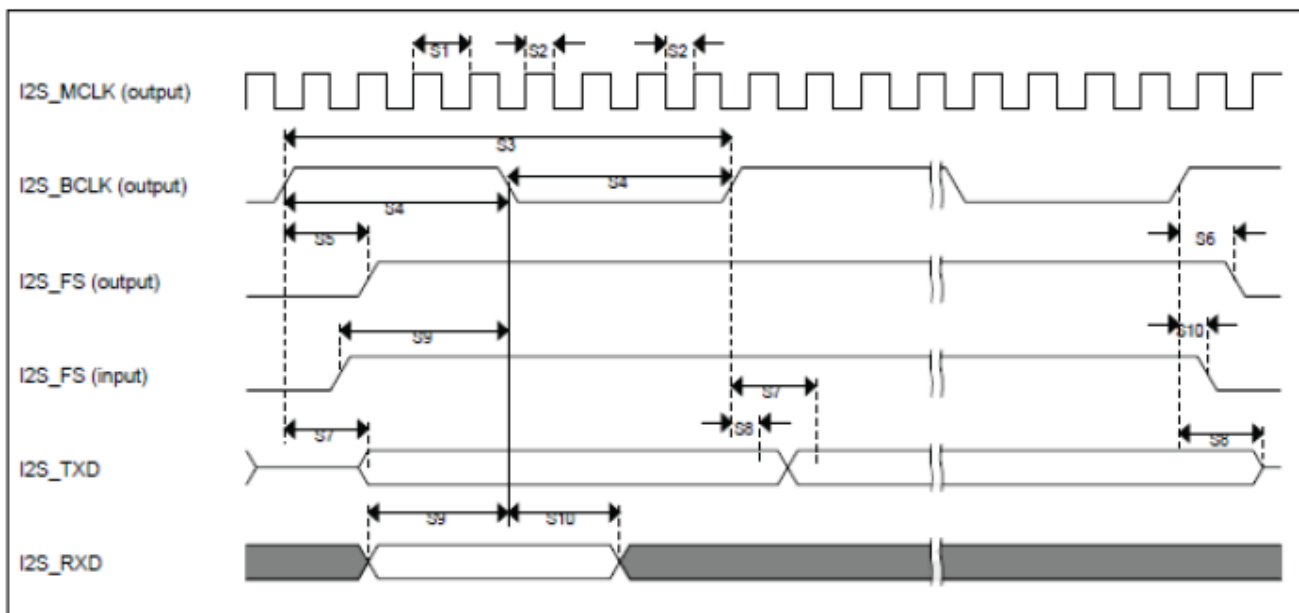 S1
S2
S2
I2S_MCLK (output)
S3
I2S_BCLK (output)
S4
S4
S5
S6
I2S_FS (output)
S9
S10
I2S_FS (input)
S7
S8
S7
S8
I2S_TXD
S9
S10
I2S_RXD